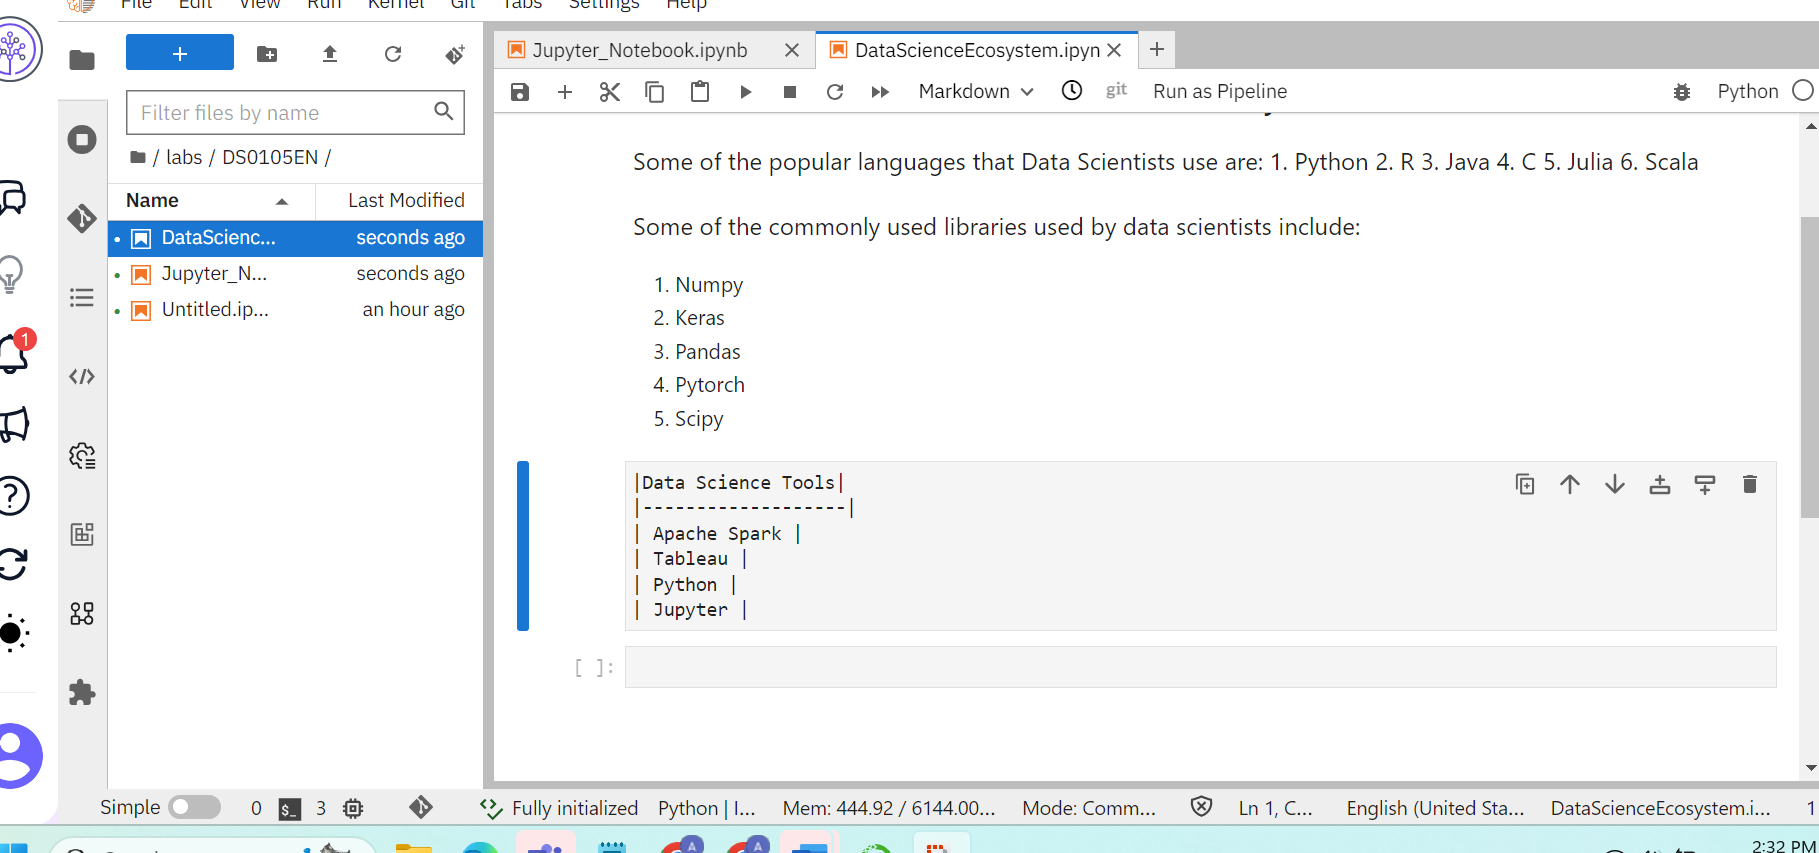 File Edit View Run Kernel Git Tabs Settings Help
Jupyter_Notebook.ipynb
DataScienceEcosystem.ipyn
Markdown
git
Run as Pipeline
Python
Filter files by name
/ labs / DS0105EN /
Name
Last Modified
DataScienc... seconds ago
Jupyter_N... seconds ago
Untitled.ip... an hour ago
1
Some of the popular languages that Data Scientists use are: 1. Python 2. R 3. Java 4. C 5. Julia 6. Scala
Some of the commonly used libraries used by data scientists include:
1. Numpy
2. Keras
3. Pandas
4. Pytorch
5. Scipy
|Data Science Tools|
|-------------------|
| Apache Spark |
| Tableau |
| Python |
| Jupyter |
[ ]:
Simple 0 $_ 3 Fully initialized Python | I... Mem: 444.92 / 6144.00... Mode: Comm... Ln 1, C... English (United Sta... DataScienceEcosystem.i... 1
A
A
2:32 PM